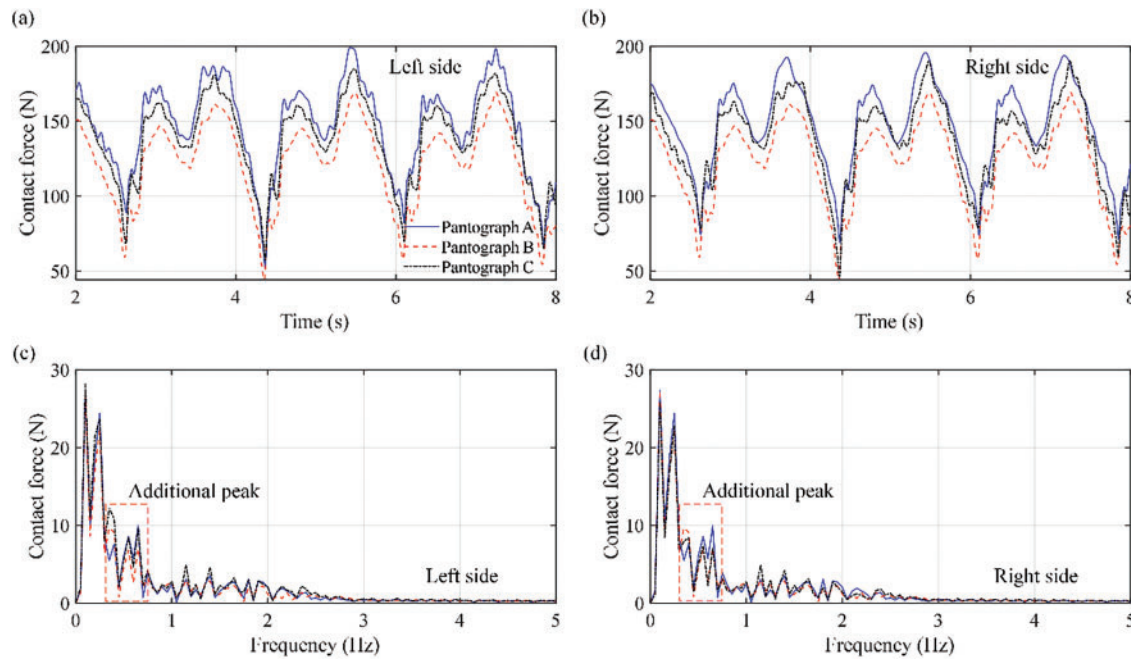 (a)
(b)
200
150
100
50
Contact force (N)
Left side
Pantograph A
Pantograph B
Pantograph C
2
4
6
8
Time (s)
200
150
100
50
Contact force (N)
Right side
2
4
6
8
Time (s)
(c)
(d)
30
20
10
0
Contact force (N)
Additional peak
Left side
0
1
2
3
4
5
Frequency (Hz)
30
20
10
0
Contact force (N)
Additional peak
Right side
0
1
2
3
4
5
Frequency (Hz)